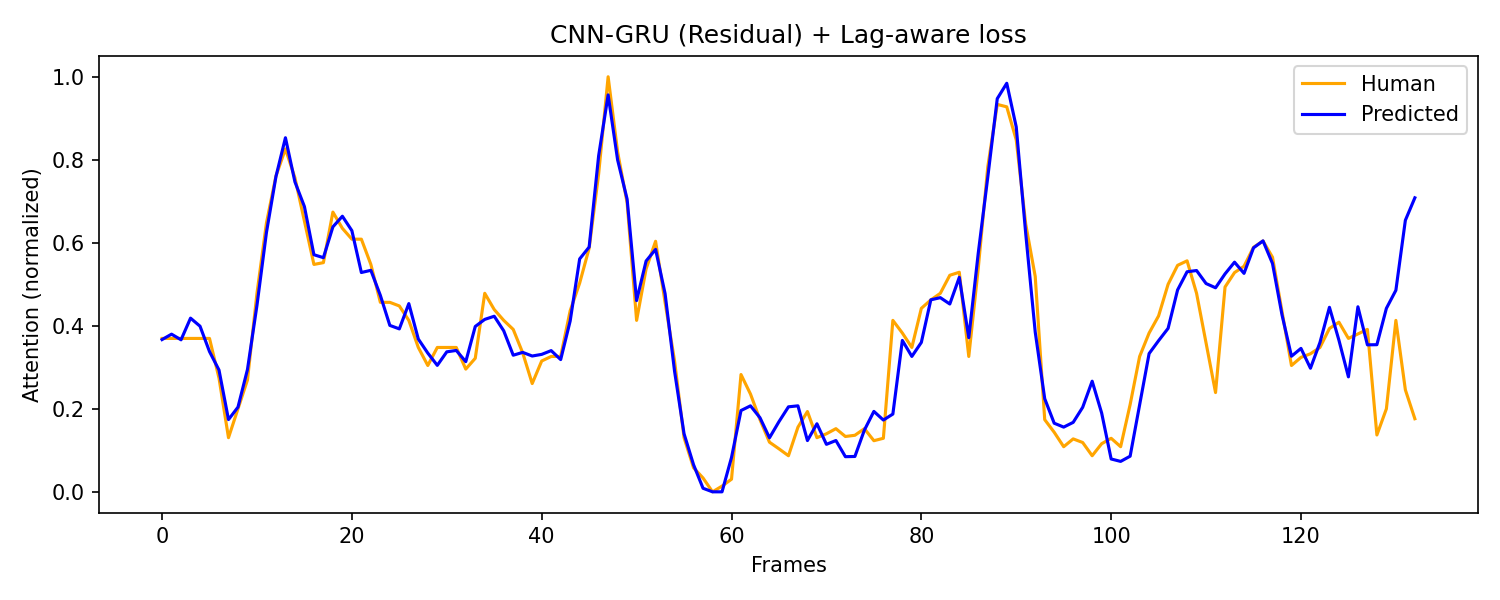 CNN-GRU (Residual) + Lag-aware loss
Human
Predicted
Attention (normalized)
1.0
0.8
0.6
0.4
0.2
0.0
0 20 40 60 80 100 120
Frames